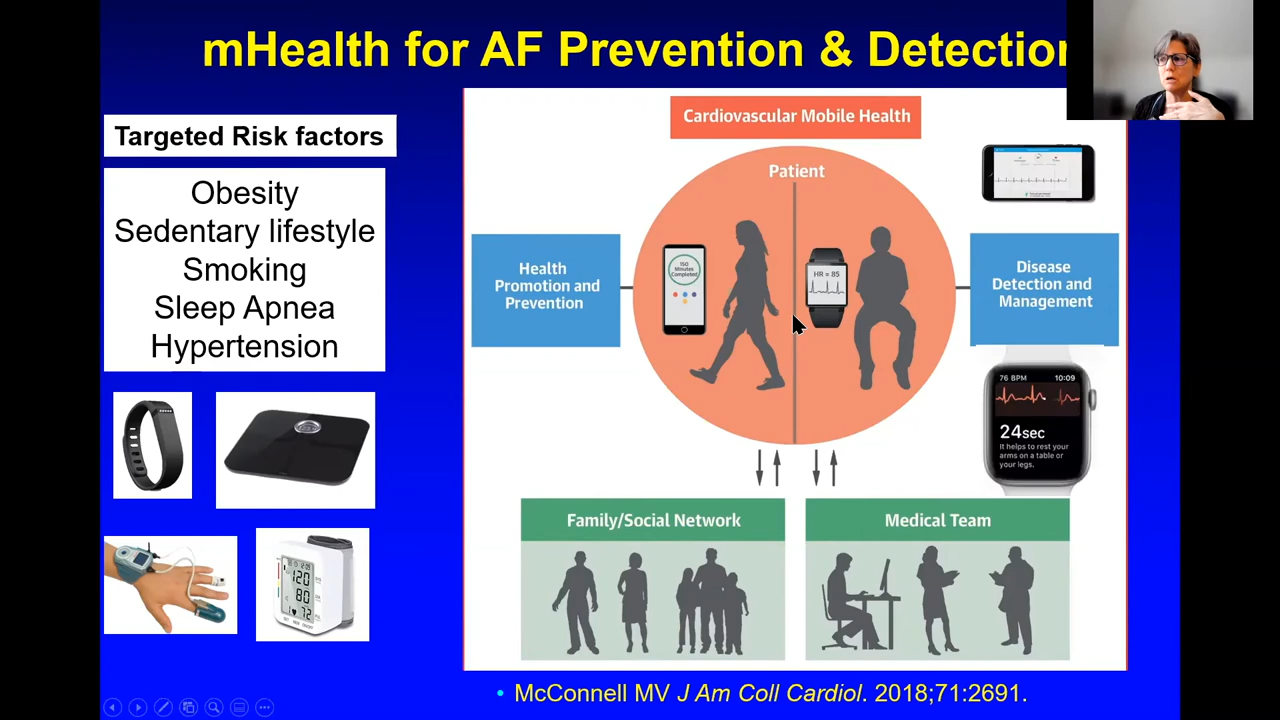 mHealth for AF Prevention & Detection
Targeted Risk factors
Obesity
Sedentary lifestyle
Smoking
Sleep Apnea
Hypertension
Cardiovascular Mobile Health
Patient
Health
Promotion and
Prevention
150
Minutes
Completed
HR = 85
Disease
Detection and
Management
76 BPM 10:09
24sec
It helps to rest your
arms on a table or
your legs.
120
80
72
Family/Social Network
Medical Team
• McConnell MV J Am Coll Cardiol. 2018;71:2691.